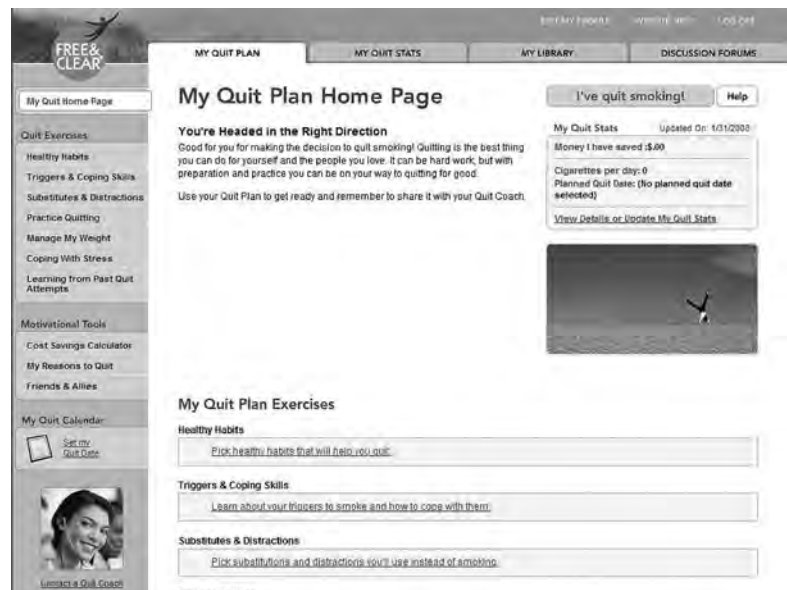 LOG OFF
FREE&
CLEAR
MY QUIT PLAN
MY QUIT STATS
MY LIBRARY
DISCUSSION FORUMS
My Quit Home Page
Quit Exercises
Healthy Habits
Triggers & Coping Skills
Substitutes & Distractions
Practice Quitting
Manage My Weight
Coping With Stress
Learning from Past Quit
Attempts
Motivational Tools
Cost Savings Calculator
My Reasons to Quit
Friends & Allies
My Quit Calendar
Set my
Quit Date
Contact a Quit Coach
My Quit Plan Home Page
You're Headed in the Right Direction
Good for you for making the decision to quit smoking! Quitting is the best thing
you can do for yourself and the people you love. It can be hard work, but with
preparation and practice you can be on your way to quitting for good.
Use your Quit Plan to get ready and remember to share it with your Quit Coach.
I've quit smoking!
Help
My Quit Stats
Updated On: 1/31/2008
Money I have saved :$.00
Cigarettes per day: 0
Planned Quit Date: (No planned quit date
selected)
View Details or Update My Quit Stats
My Quit Plan Exercises
Healthy Habits
Pick healthy habits that will help you quit.
Triggers & Coping Skills
Learn about your triggers to smoke and how to cope with them.
Substitutes & Distractions
Pick substitutions and distractions you'll use instead of smoking.